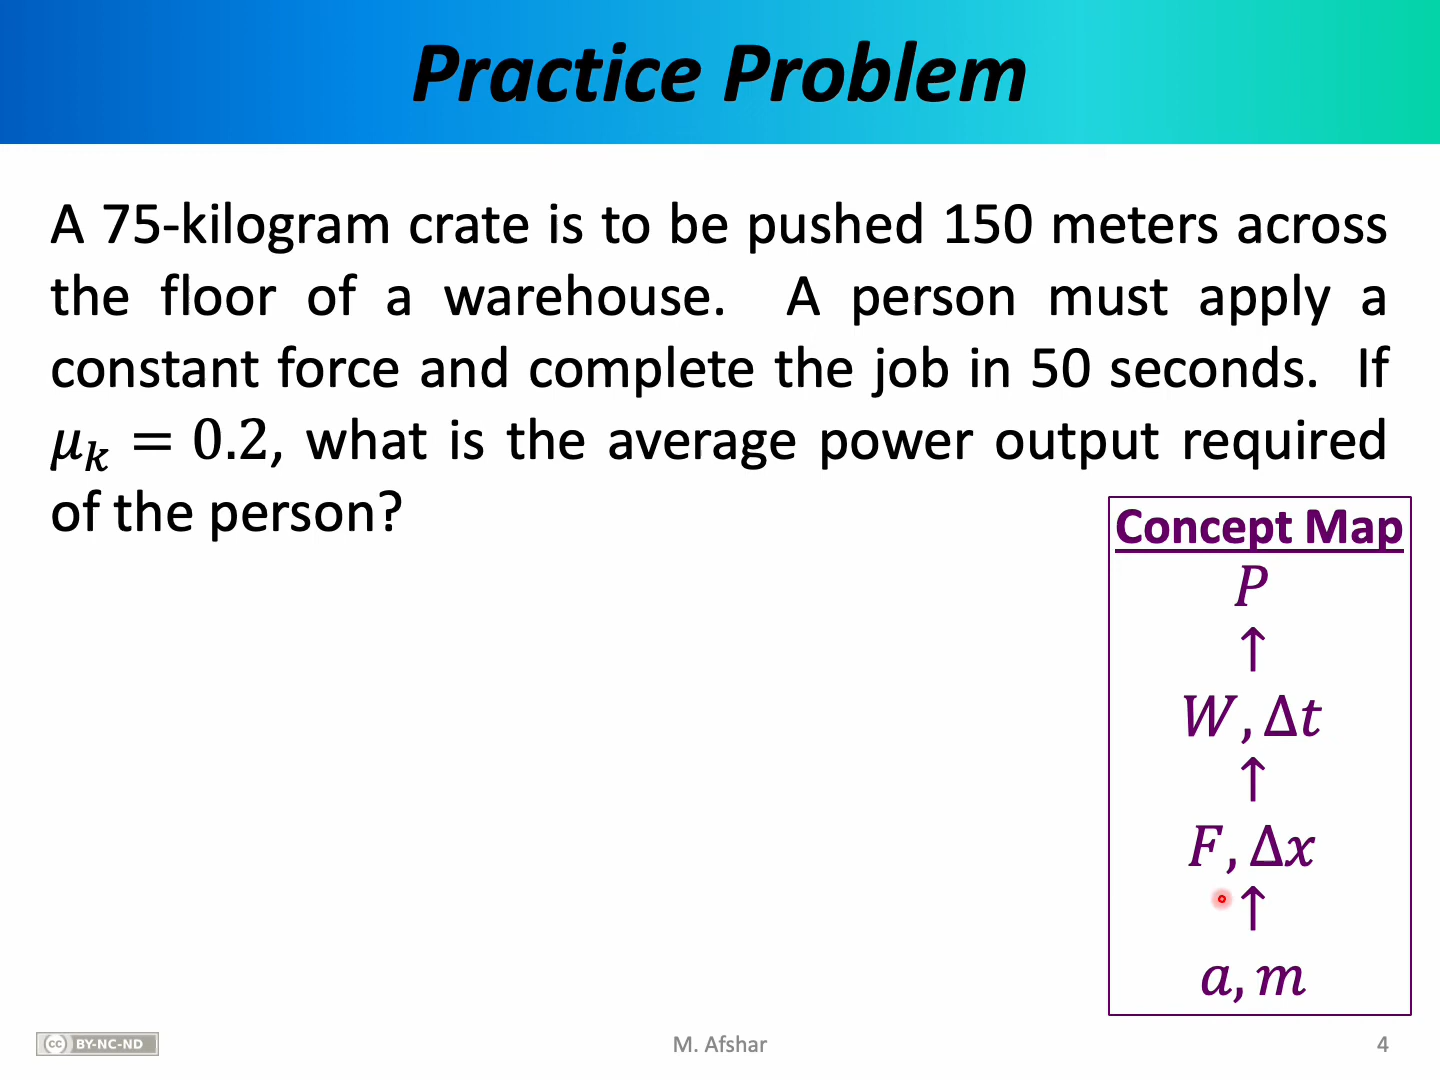 Practice Problem
A 75-kilogram crate is to be pushed 150 meters across
the floor of a warehouse. A person must apply a
constant force and complete the job in 50 seconds. If
𝜇ₖ = 0.2, what is the average power output required
of the person?
Concept Map
P
↑
W, Δt
↑
F, Δx
↑
a, m
cc BY-NC-ND
M. Afshar
4